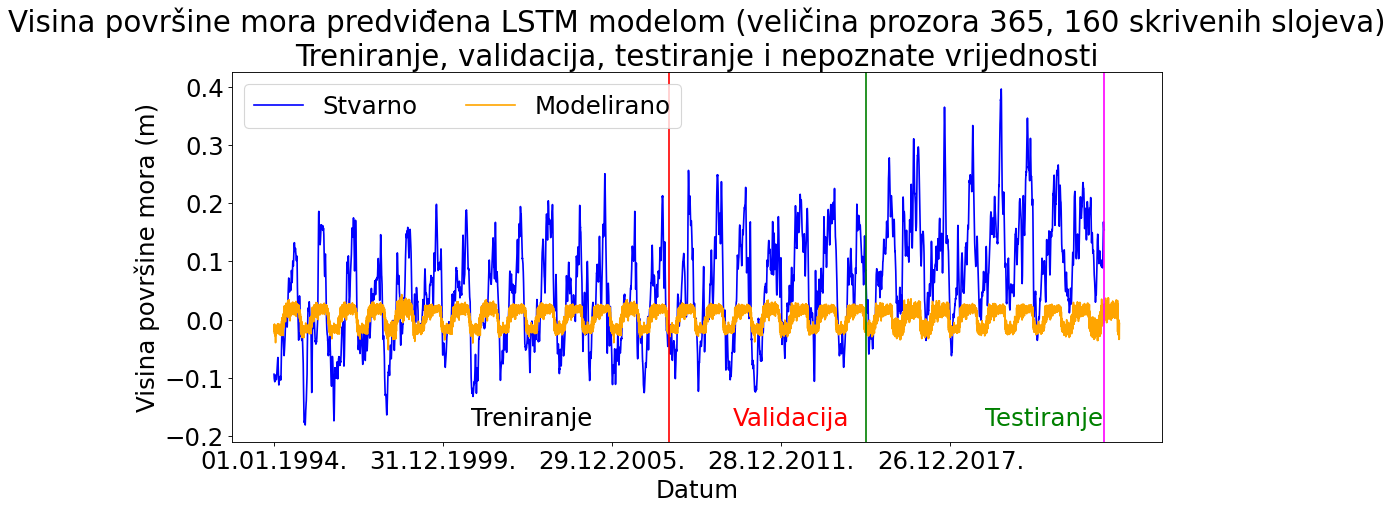 Visina površine mora predviđena LSTM modelom (veličina prozora 365, 160 skrivenih slojeva)
Treniranje, validacija, testiranje i nepoznate vrijednosti
Stvarno
Modelirano
Visina površine mora (m)
0.4
0.3
0.2
0.1
0.0
−0.1
−0.2
Treniranje
Validacija
Testiranje
01.01.1994.
31.12.1999.
29.12.2005.
28.12.2011.
26.12.2017.
Datum